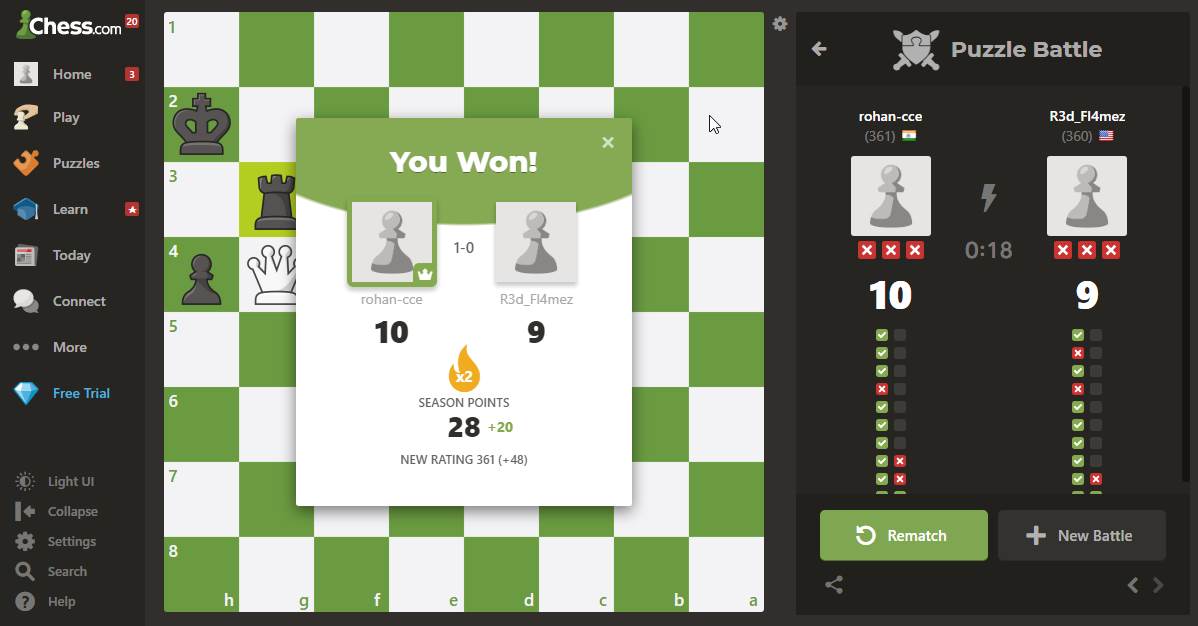 Chess.com 20
Home 3
Play
Puzzles
Learn
Today
Connect
More
Free Trial
Light UI
Collapse
Settings
Search
Help
1
2
3
4
5
6
7
8
h g f e d c b a
You Won!
×
1-0
rohan-cce R3d_Fl4mez
10 9
x2
SEASON POINTS
28 +20
NEW RATING 361 (+48)
Puzzle Battle
rohan-cce R3d_Fl4mez
(361) (360)
0:18
10 9
Rematch New Battle